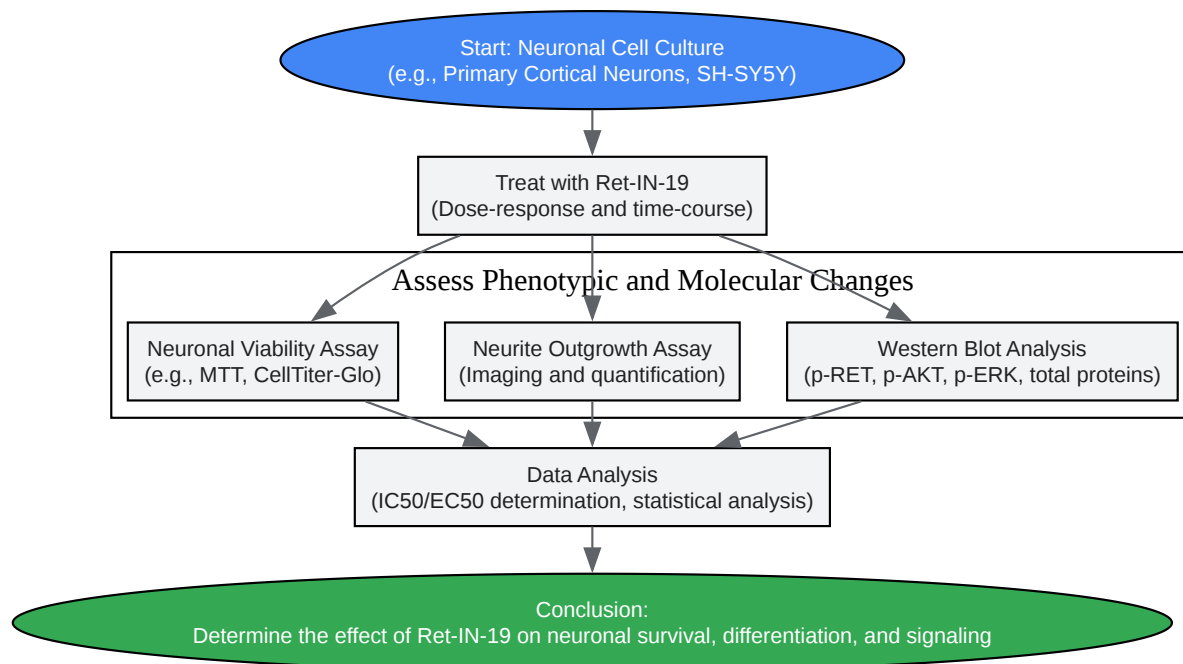 Start: Neuronal Cell Culture
(e.g., Primary Cortical Neurons, SH-SY5Y)
Treat with Ret-IN-19
(Dose-response and time-course)
Assess Phenotypic and Molecular Changes
Neuronal Viability Assay
(e.g., MTT, CellTiter-Glo)
Neurite Outgrowth Assay
(Imaging and quantification)
Western Blot Analysis
(p-RET, p-AKT, p-ERK, total proteins)
Data Analysis
(IC50/EC50 determination, statistical analysis)
Conclusion:
Determine the effect of Ret-IN-19 on neuronal survival, differentiation, and signaling